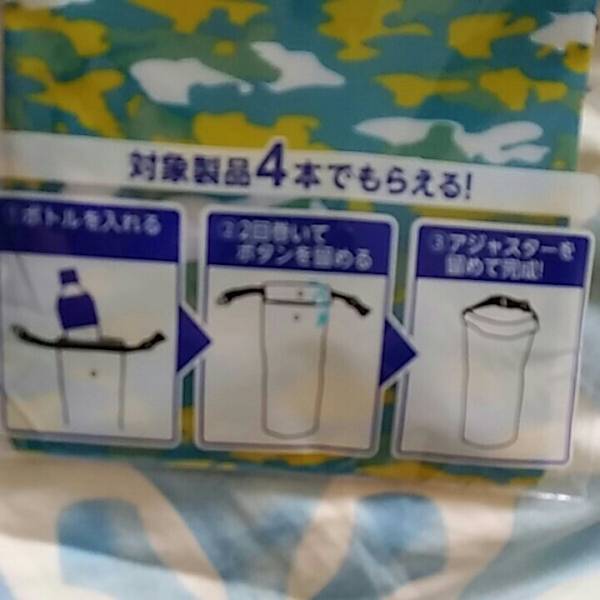 対象製品4本でもらえる!
①ボトルを入れる
②2回巻いて
ボタンを留める
③アジャスターを
留めて完成!